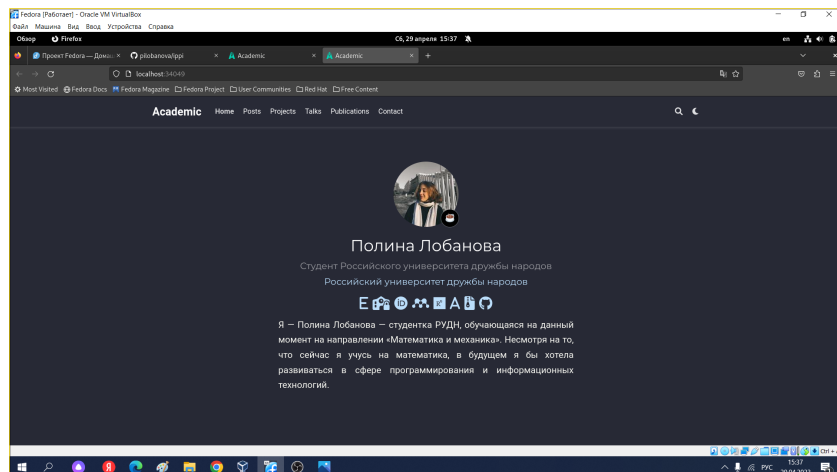 Fedora [Работает] - Oracle VM VirtualBox
Файл Машина Вид Ввод Устройства Справка
Обзор Firefox Сб, 29 апреля 15:37 en
Проект Fedora — Дома pilobanova/ippi Academic Academic
localhost:34049
Most Visited Fedora Docs Fedora Magazine Fedora Project User Communities Red Hat Free Content
Academic Home Posts Projects Talks Publications Contact
Полина Лобанова
Студент Российского университета дружбы народов
Российский университет дружбы народов
Я — Полина Лобанова — студентка РУДН, обучающаяся на данный
момент на направлении «Математика и механика». Несмотря на то,
что сейчас я учусь на математика, в будущем я бы хотела
развиваться в сфере программирования и информационных
технологий.
15:37
РУС